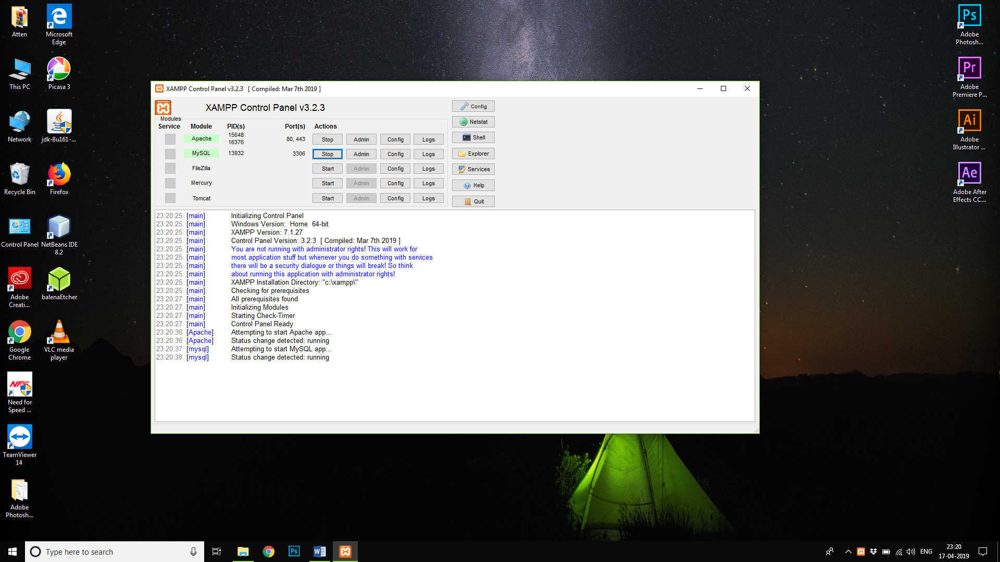 Atten
Microsoft
Edge
This PC
Picasa 3
Network
jdk-8u161-...
Recycle Bin
Firefox
Control Panel
NetBeans IDE
8.2
Adobe
Creati...
balenaEtcher
Google
Chrome
VLC media
player
NFS
Need for
Speed ...
TeamViewer
14
Adobe
Photosh...
XAMPP Control Panel v3.2.3 [ Compiled: Mar 7th 2019 ]
XAMPP Control Panel v3.2.3
Modules
Service Module PID(s) Port(s) Actions
Apache 15648
16376 80, 443 Stop Admin Config Logs
MySQL 13932 3306 Stop Admin Config Logs
FileZilla Start Admin Config Logs
Mercury Start Admin Config Logs
Tomcat Start Admin Config Logs
Config
Netstat
Shell
Explorer
Services
Help
Quit
23:20:25 [main] Initializing Control Panel
23:20:25 [main] Windows Version: Home 64-bit
23:20:25 [main] XAMPP Version: 7.1.27
23:20:25 [main] Control Panel Version: 3.2.3 [ Compiled: Mar 7th 2019 ]
23:20:25 [main] You are not running with administrator rights! This will work for
23:20:25 [main] most application stuff but whenever you do something with services
23:20:25 [main] there will be a security dialogue or things will break! So think
23:20:25 [main] about running this application with administrator rights!
23:20:25 [main] XAMPP Installation Directory: "c:\xampp\"
23:20:25 [main] Checking for prerequisites
23:20:27 [main] All prerequisites found
23:20:27 [main] Initializing Modules
23:20:27 [main] Starting Check-Timer
23:20:27 [main] Control Panel Ready
23:20:36 [Apache] Attempting to start Apache app...
23:20:36 [Apache] Status change detected: running
23:20:37 [mysql] Attempting to start MySQL app...
23:20:38 [mysql] Status change detected: running
Ps
Adobe
Photosh...
Pr
Adobe
Premiere P...
Ai
Adobe
Illustrator ...
Ae
Adobe After
Effects CC...
Type here to search
Ps
ENG
23:20
17-04-2019